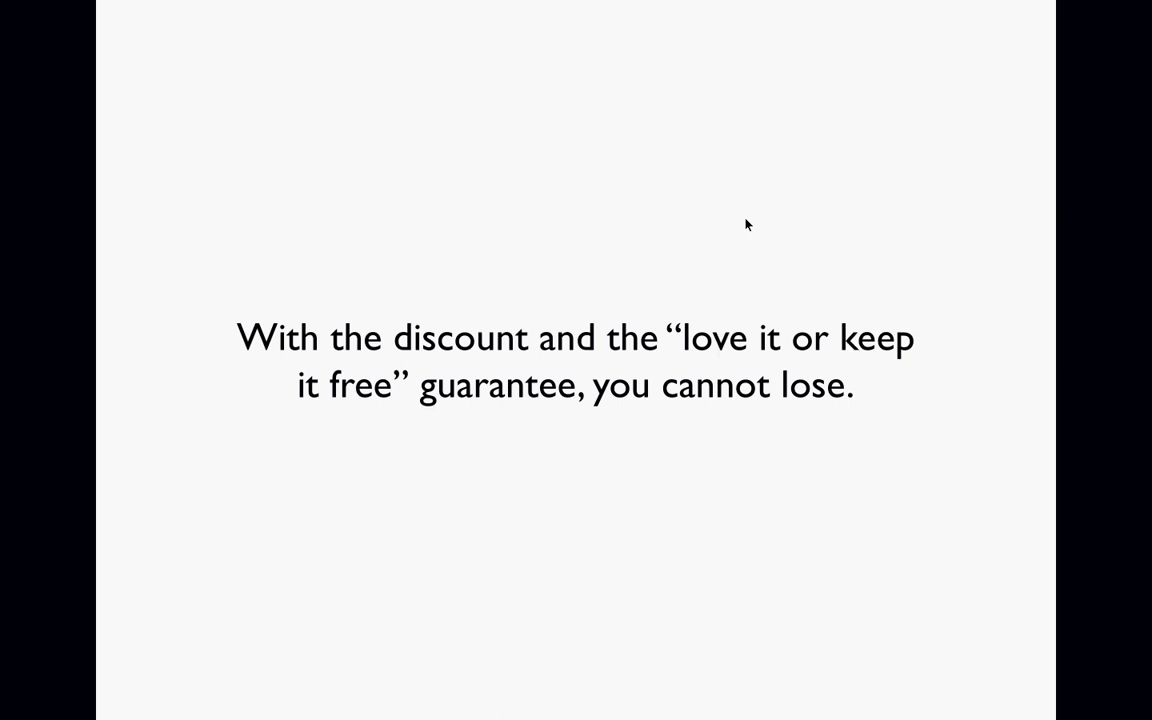 With the discount and the “love it or keep
it free” guarantee, you cannot lose.